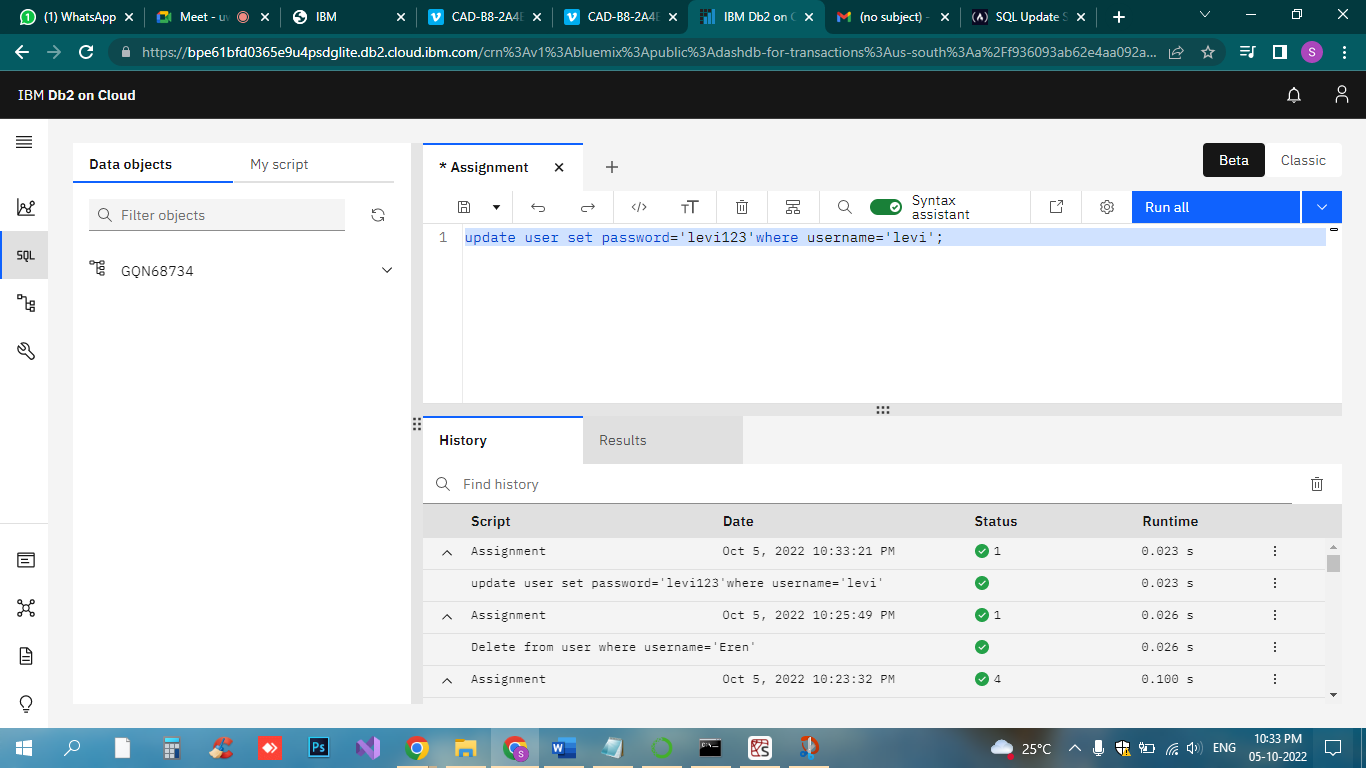 (1) WhatsApp
Meet - uv
IBM
CAD-B8-2A4E
CAD-B8-2A4E
IBM Db2 on C
(no subject) -
SQL Update S
https://bpe61bfd0365e9u4psdglite.db2.cloud.ibm.com/crn%3Av1%3Abluemix%3Apublic%3Adashdb-for-transactions%3Aus-south%3Aa%2Ff936093ab62e4aa092a...
S
IBM Db2 on Cloud
Data objects
My script
* Assignment
Beta
Classic
Filter objects
Syntax
assistant
Run all
SQL
GQN68734
1
update user set password='levi123'where username='levi';
History
Results
Find history
Script Date Status Runtime
Assignment Oct 5, 2022 10:33:21 PM 1 0.023 s
update user set password='levi123'where username='levi' 0.023 s
Assignment Oct 5, 2022 10:25:49 PM 1 0.026 s
Delete from user where username='Eren' 0.026 s
Assignment Oct 5, 2022 10:23:32 PM 4 0.100 s
Ps
S
W
25°C
ENG
10:33 PM
05-10-2022